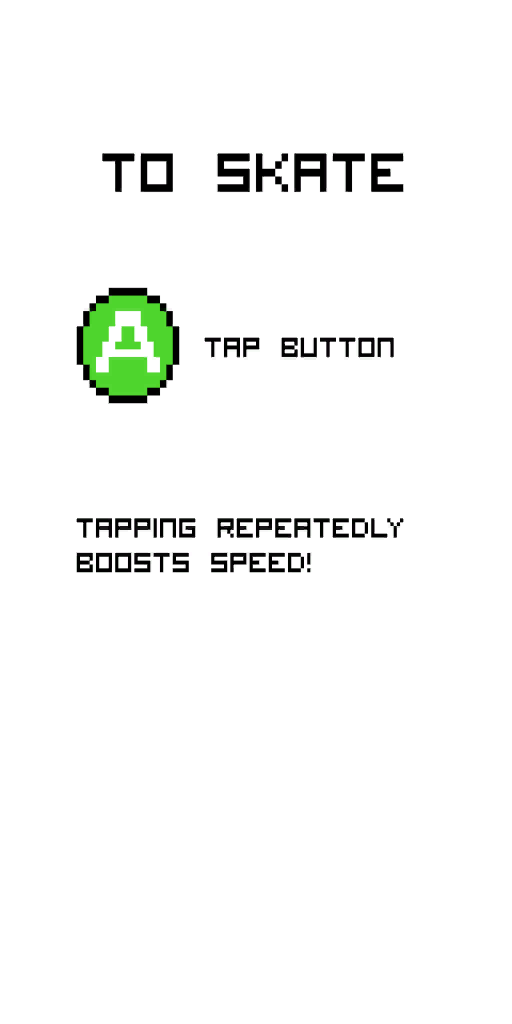 TO SKATE
A
TAP BUTTON
TAPPING REPEATEDLY
BOOSTS SPEED!